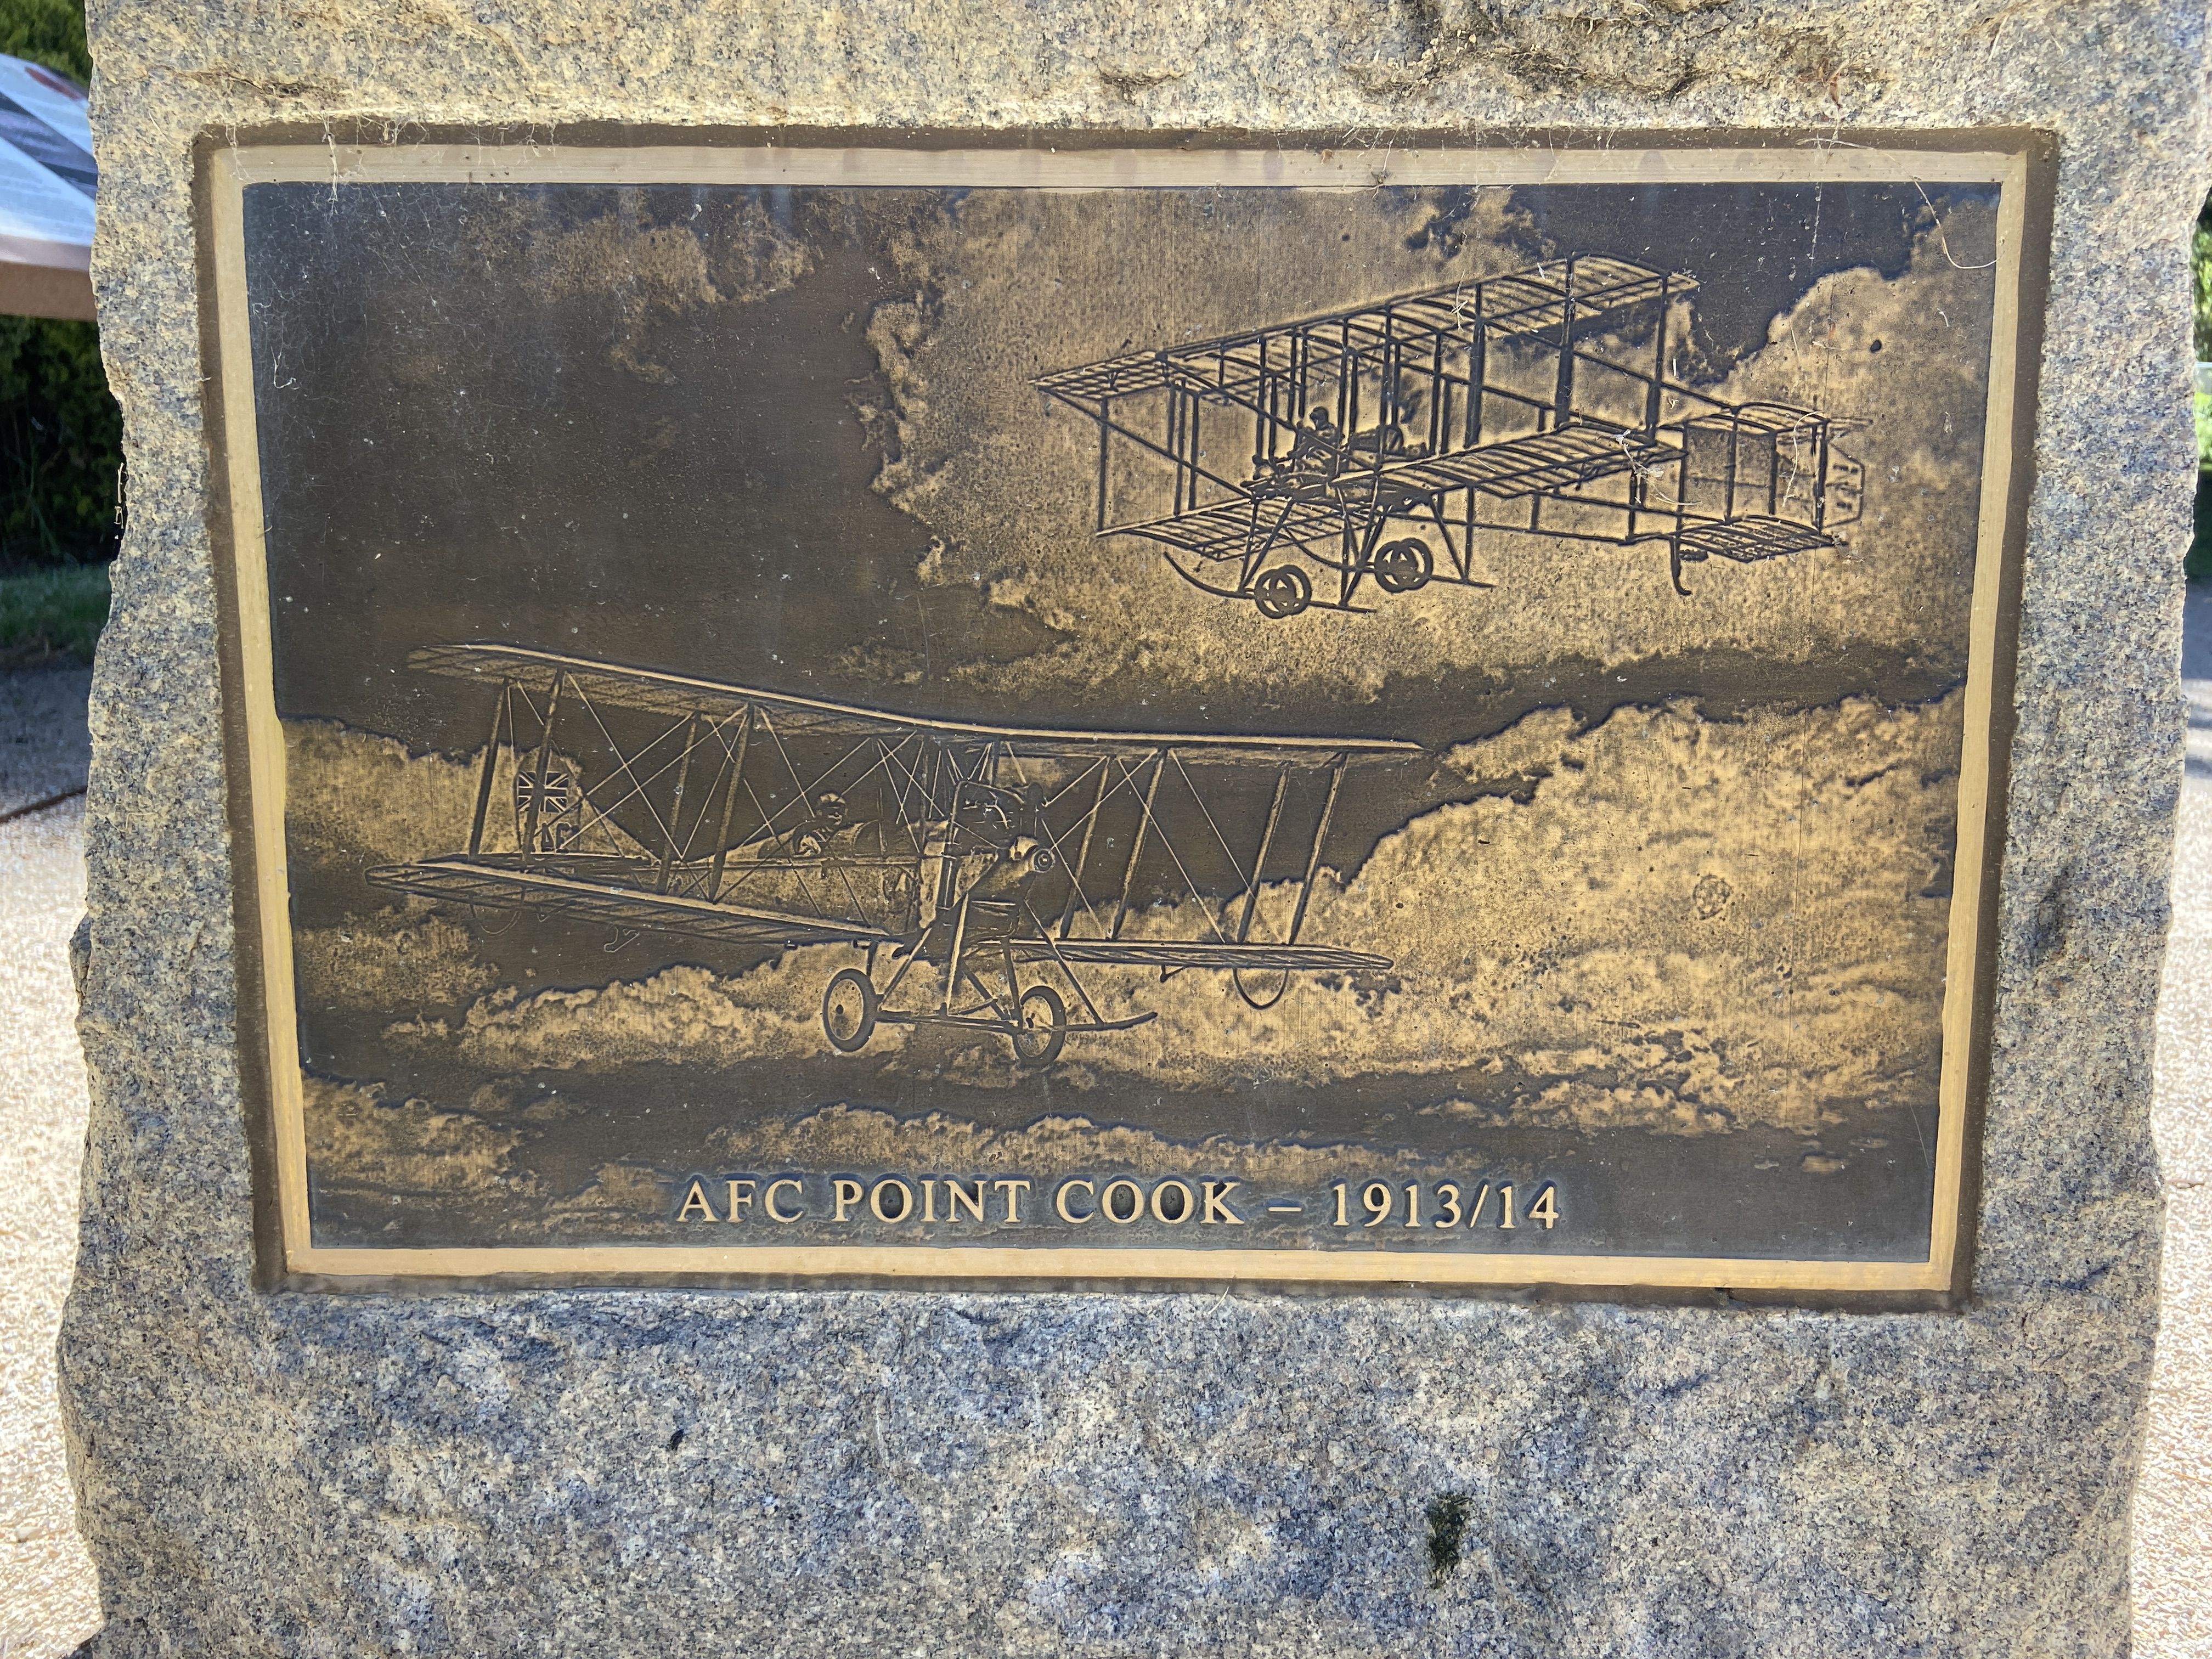 AFC POINT COOK – 1913/14